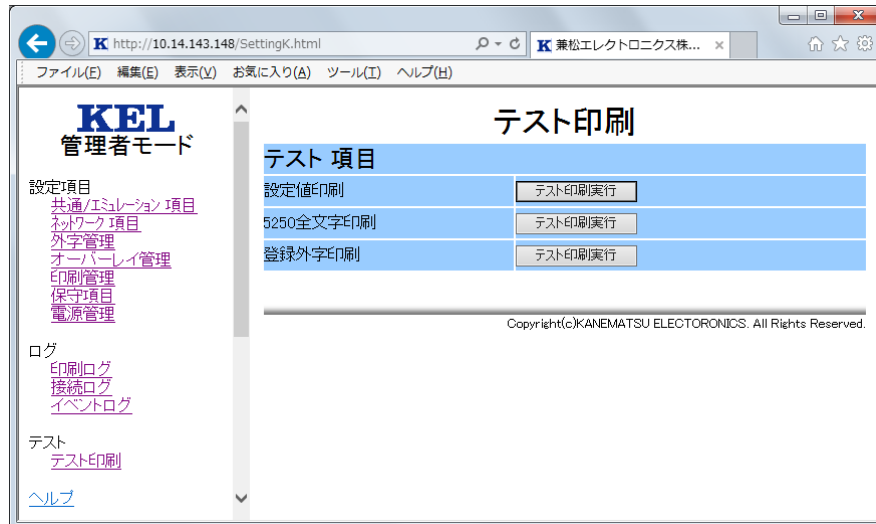 http://10.14.143.148/SettingK.html
兼松エレクトロニクス株...
ファイル(F) 編集(E) 表示(V) お気に入り(A) ツール(T) ヘルプ(H)
KEL
管理者モード
設定項目
共通/エミュレーション 項目
ネットワーク 項目
外字管理
オーバーレイ管理
印刷管理
保守項目
電源管理
ログ
印刷ログ
接続ログ
イベントログ
テスト
テスト印刷
ヘルプ
テスト印刷
テスト 項目
設定値印刷 テスト印刷実行
5250全文字印刷 テスト印刷実行
登録外字印刷 テスト印刷実行
Copyright(c)KANEMATSU ELECTORONICS. All Rights Reserved.